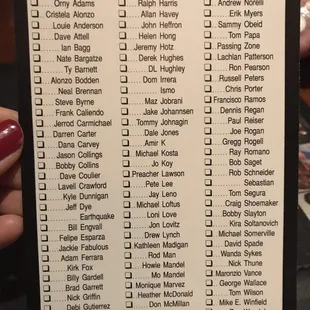 Orny Adams
Cristela Alonzo
Louie Anderson
Dave Attell
Ian Bagg
Nate Bargatze
Ty Barnett
Alonzo Bodden
Neal Brennan
Steve Byrne
Frank Caliendo
Jerrod Carmichael
Darren Carter
Dana Carvey
Jason Collings
Bobby Collins
Dave Coulier
Lavell Crawford
Kyle Dunnigan
Jeff Dye
Earthquake
Bill Engvall
Felipe Esparza
Jackie Fabulous
Adam Ferrara
Kirk Fox
Billy Gardell
Brad Garrett
Nick Griffin
Debi Gutierrez
Ralph Harris
Allan Havey
John Heffron
Helen Hong
Jeremy Hotz
Derek Hughes
DL Hughley
Dom Irrera
Ismo
Maz Jobrani
Jake Johannsen
Tommy Johnagin
Dale Jones
Amir K
Michael Kosta
Jo Koy
Preacher Lawson
Pete Lee
Jay Leno
Michael Loftus
Loni Love
Jon Lovitz
Drew Lynch
Kathleen Madigan
Rod Man
Howie Mandel
Mo Mandel
Monique Marvez
Heather McDonald
Don McMillan
Andrew Norelli
Erik Myers
Sammy Obeid
Tom Papa
Passing Zone
Lachlan Patterson
Ron Pearson
Russell Peters
Chris Porter
Francisco Ramos
Dennis Regan
Paul Reiser
Joe Rogan
Gregg Rogell
Ray Romano
Bob Saget
Rob Schneider
Sebastian
Tom Segura
Craig Shoemaker
Bobby Slayton
Kira Soltanovich
Michael Somerville
David Spade
Wanda Sykes
Nick Thune
Maronzio Vance
George Wallace
Tom Wilson
Mike E. Winfield